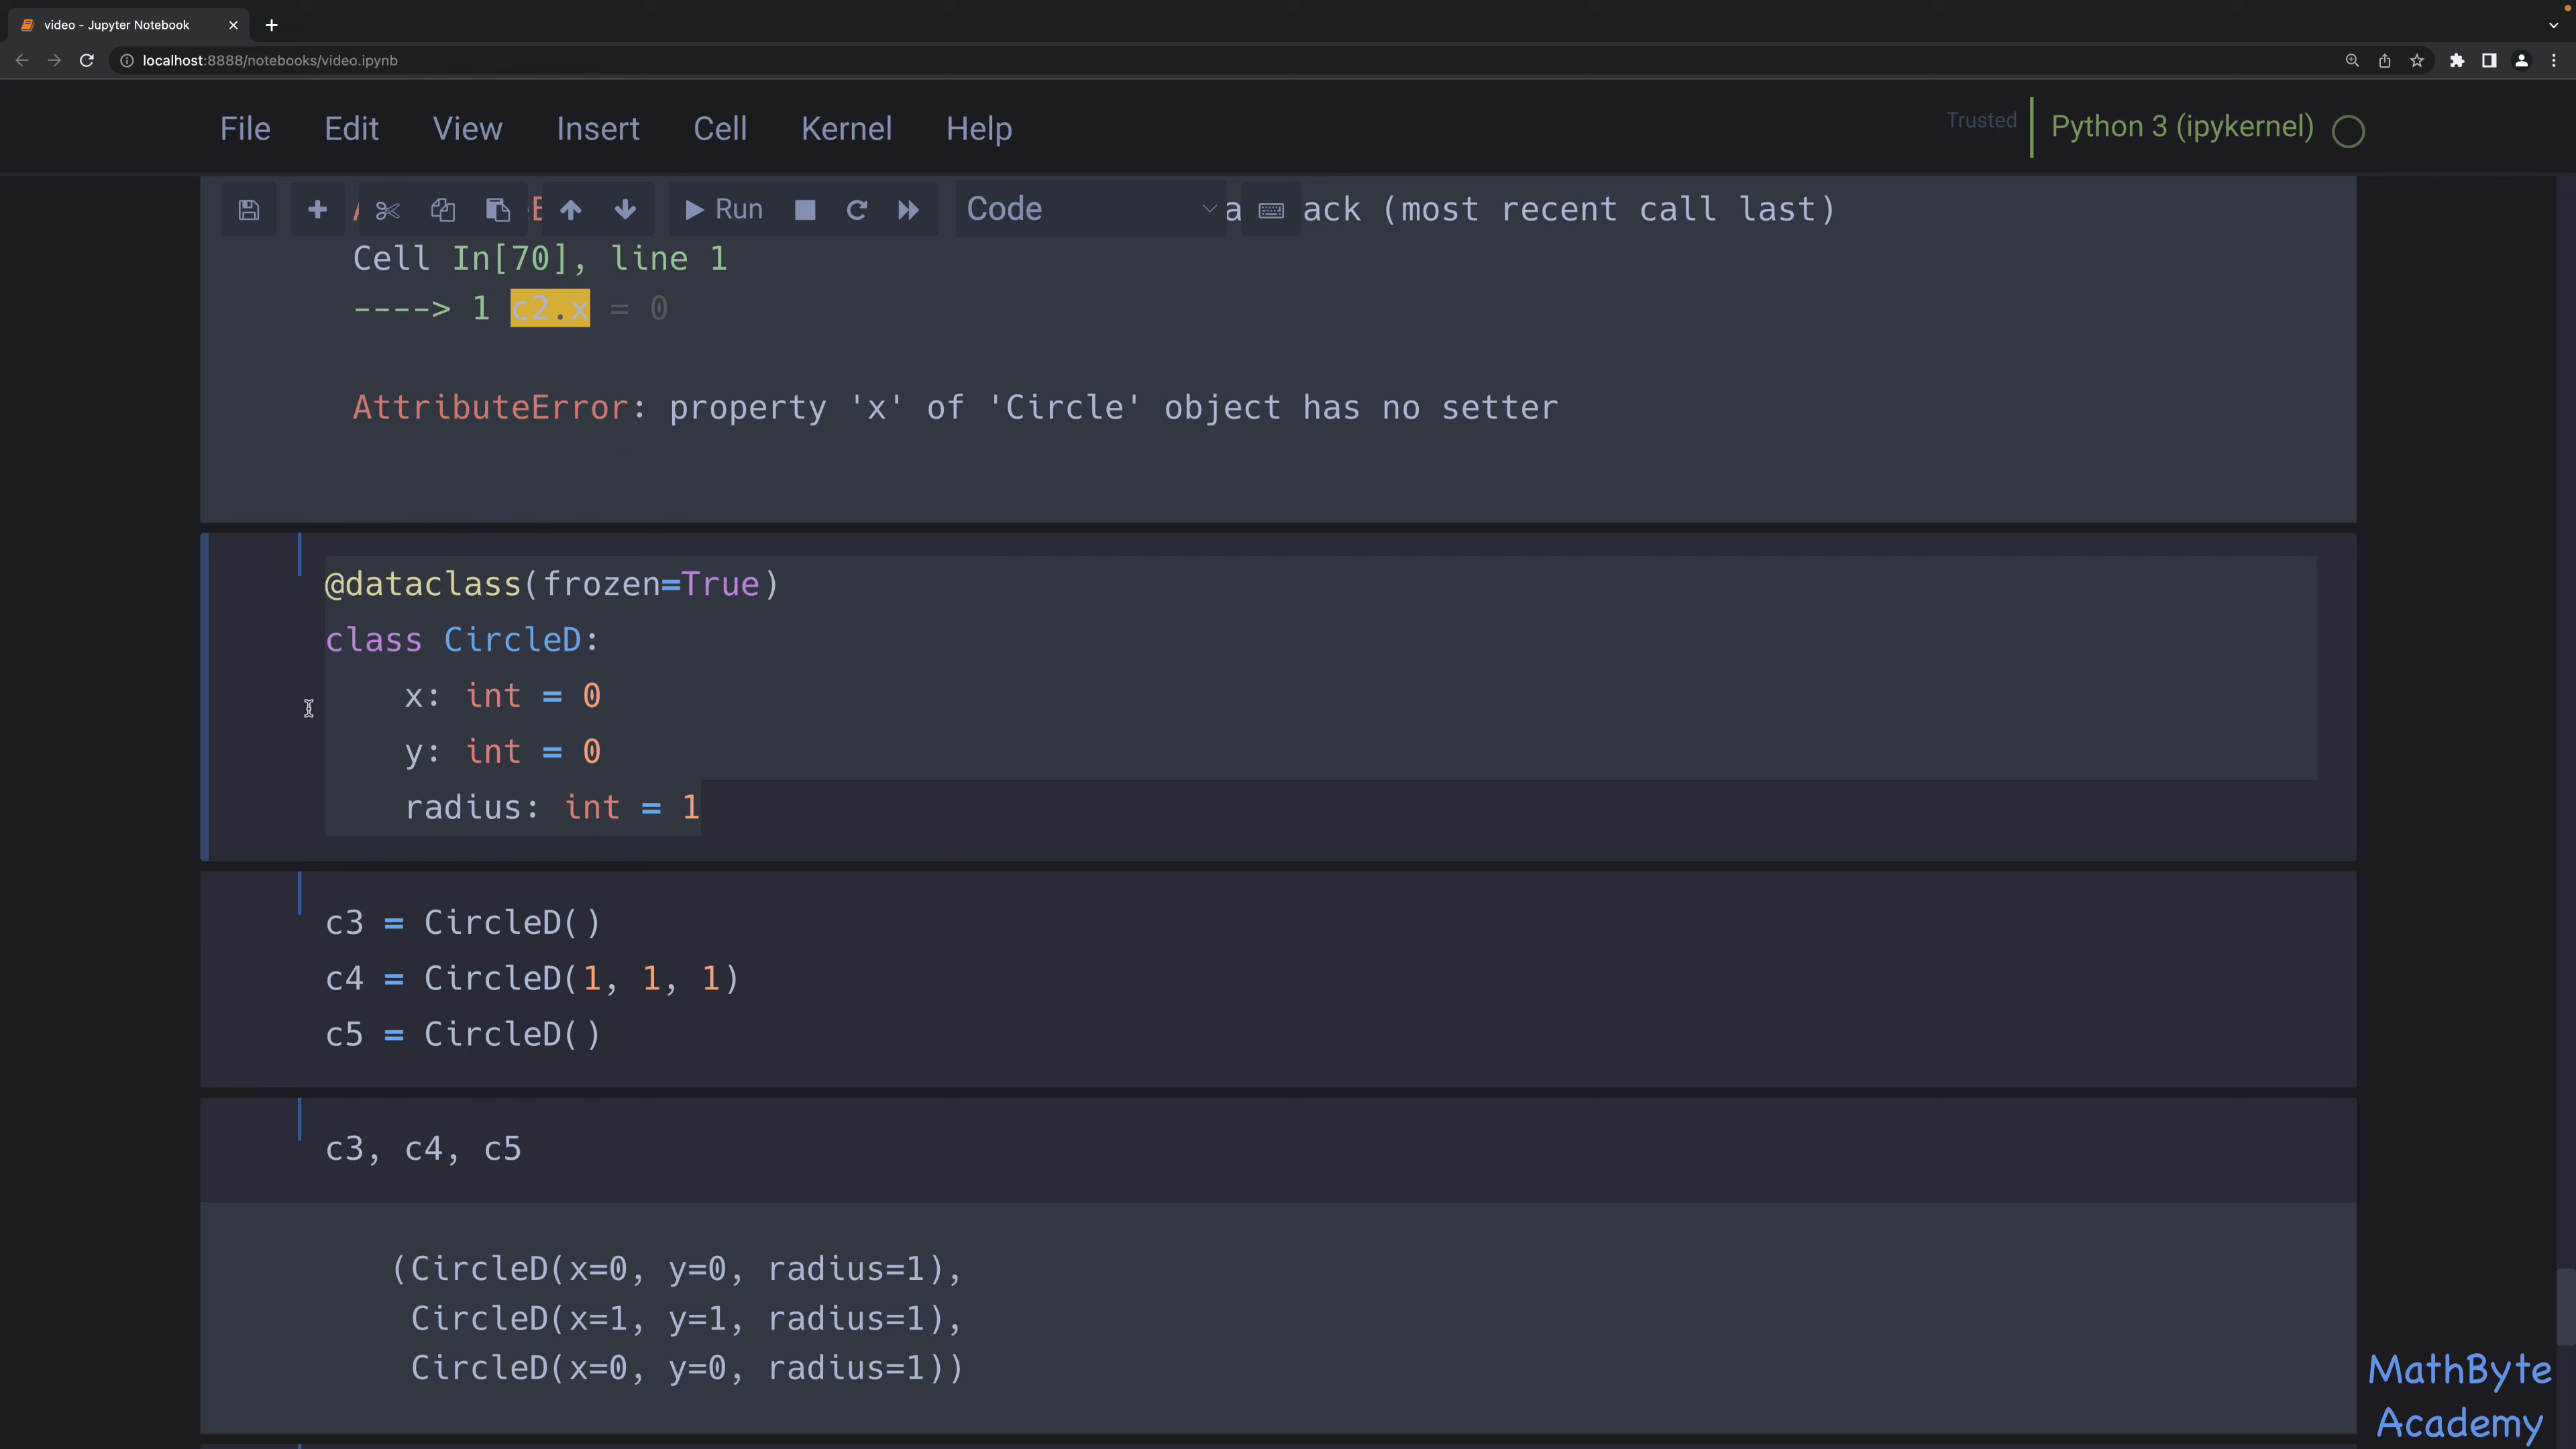 video - Jupyter Notebook
localhost:8888/notebooks/video.ipynb
File Edit View Insert Cell Kernel Help
Trusted Python 3 (ipykernel)
Run Code
ack (most recent call last)
Cell In[70], line 1
----> 1 c2.x = 0
AttributeError: property 'x' of 'Circle' object has no setter
@dataclass(frozen=True)
class CircleD:
x: int = 0
y: int = 0
radius: int = 1
c3 = CircleD()
c4 = CircleD(1, 1, 1)
c5 = CircleD()
c3, c4, c5
(CircleD(x=0, y=0, radius=1),
CircleD(x=1, y=1, radius=1),
CircleD(x=0, y=0, radius=1))
MathByte
Academy